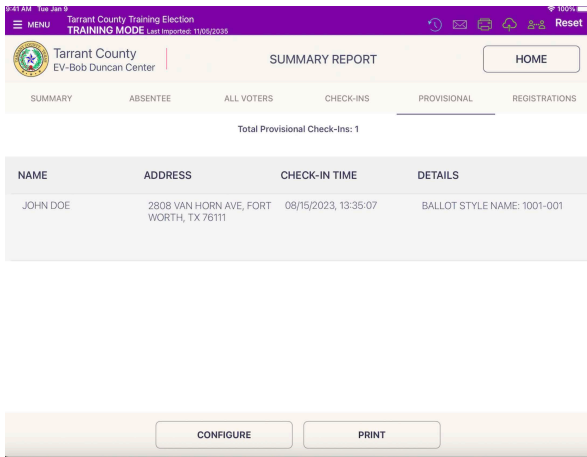 9:41 AM Tue Jan 9
100%
MENU
Tarrant County Training Election
TRAINING MODE Last Imported: 11/05/2035
Reset
Tarrant County
EV-Bob Duncan Center
SUMMARY REPORT
HOME
SUMMARY ABSENTEE ALL VOTERS CHECK-INS PROVISIONAL REGISTRATIONS
Total Provisional Check-Ins: 1
NAME ADDRESS CHECK-IN TIME DETAILS
JOHN DOE 2808 VAN HORN AVE, FORT 08/15/2023, 13:35:07 BALLOT STYLE NAME: 1001-001
WORTH, TX 76111
CONFIGURE PRINT